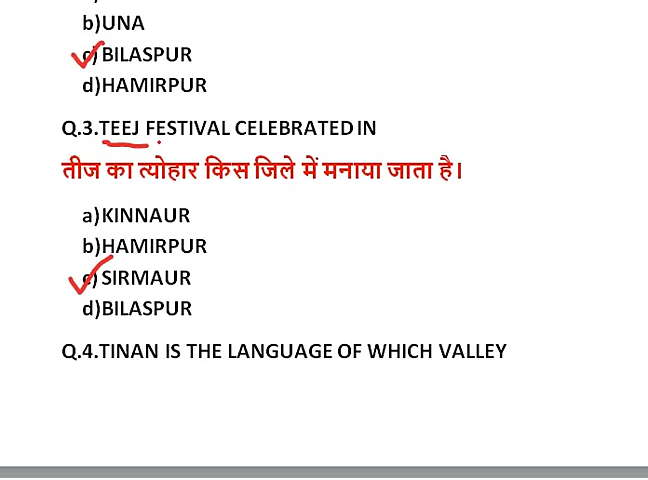 b)UNA
c)BILASPUR
d)HAMIRPUR
Q.3.TEEJ FESTIVAL CELEBRATED IN
तीज का त्योहार किस जिले में मनाया जाता है।
a)KINNAUR
b)HAMIRPUR
c)SIRMAUR
d)BILASPUR
Q.4.TINAN IS THE LANGUAGE OF WHICH VALLEY